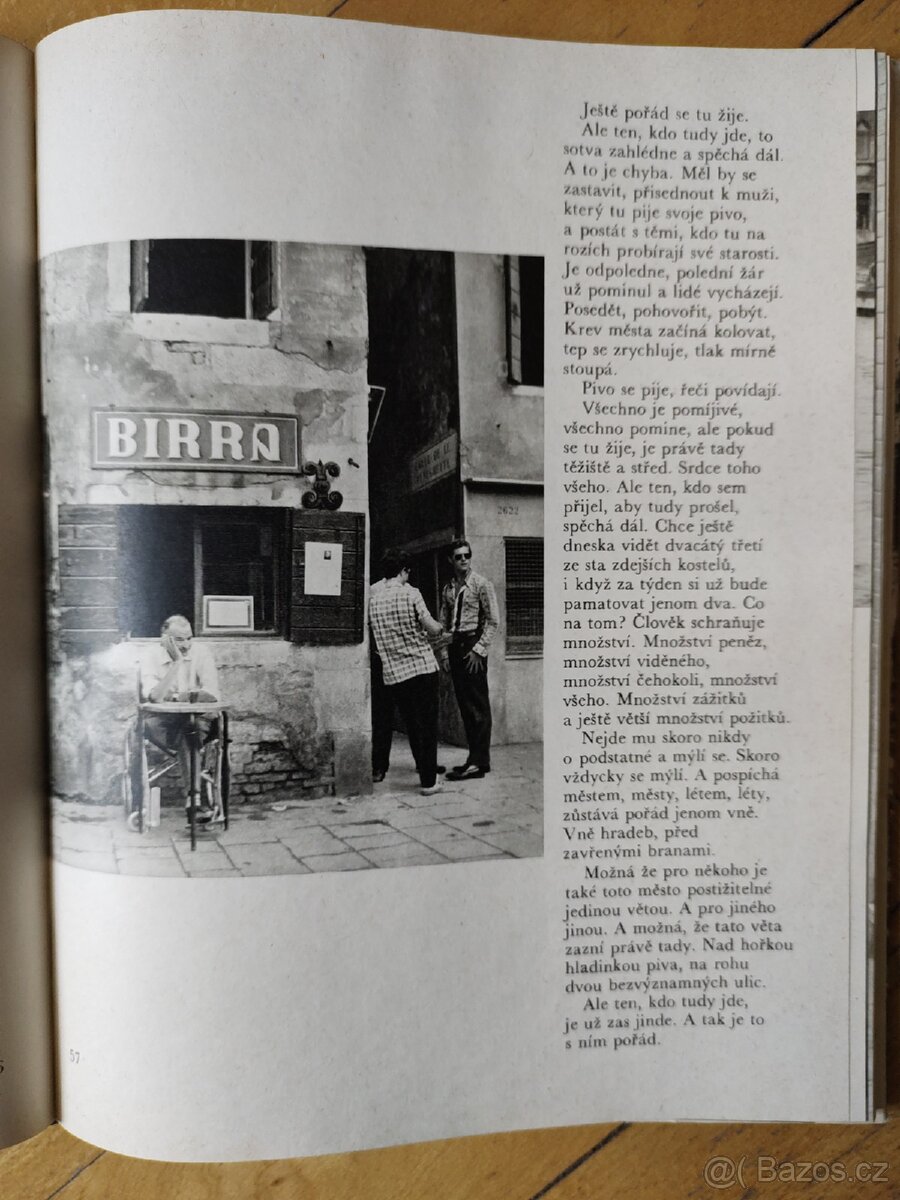 Ještě pořád se tu žije.
Ale ten, kdo tudy jde, to
sotva zahlédne a spěchá dál.
A to je chyba. Měl by se
zastavit, přisednout k muži,
který tu pije svoje pivo,
a postát s těmi, kdo tu na
rozích probírají své starosti.
Je odpoledne, polední žár
už pominul a lidé vycházejí.
Posedět, pohovořit, pobýt.
Krev města začíná kolovat,
tep se zrychluje, tlak mírně
stoupá.
Pivo se pije, řeči povídají.
Všechno je pomíjivé,
všechno pomine, ale pokud
se tu žije, je právě tady
těžiště a střed. Srdce toho
všeho. Ale ten, kdo sem
přijel, aby tudy prošel,
spěchá dál. Chce ještě
dneska vidět dvacátý třetí
ze sta zdejších kostelů,
i když za týden si už bude
pamatovat jenom dva. Co
na tom? Člověk schraňuje
množství. Množství peněz,
množství viděného,
množství čehokoli, množství
všeho. Množství zážitků
a ještě větší množství požitků.
Nejde mu skoro nikdy
o podstatné a mýlí se. Skoro
vždycky se mýlí. A pospíchá
městem, městy, létem, léty,
zůstává pořád jenom vně.
Vně hradeb, před
zavřenými branami.
Možná že pro někoho je
také toto město postižitelné
jedinou větou. A pro jiného
jinou. A možná, že tato věta
zazní právě tady. Nad hořkou
hladinkou piva, na rohu
dvou bezvýznamných ulic.
Ale ten, kdo tudy jde,
je už zas jinde. A tak je to
s ním pořád.
BIRRA
2622
57
@( Bazos.cz